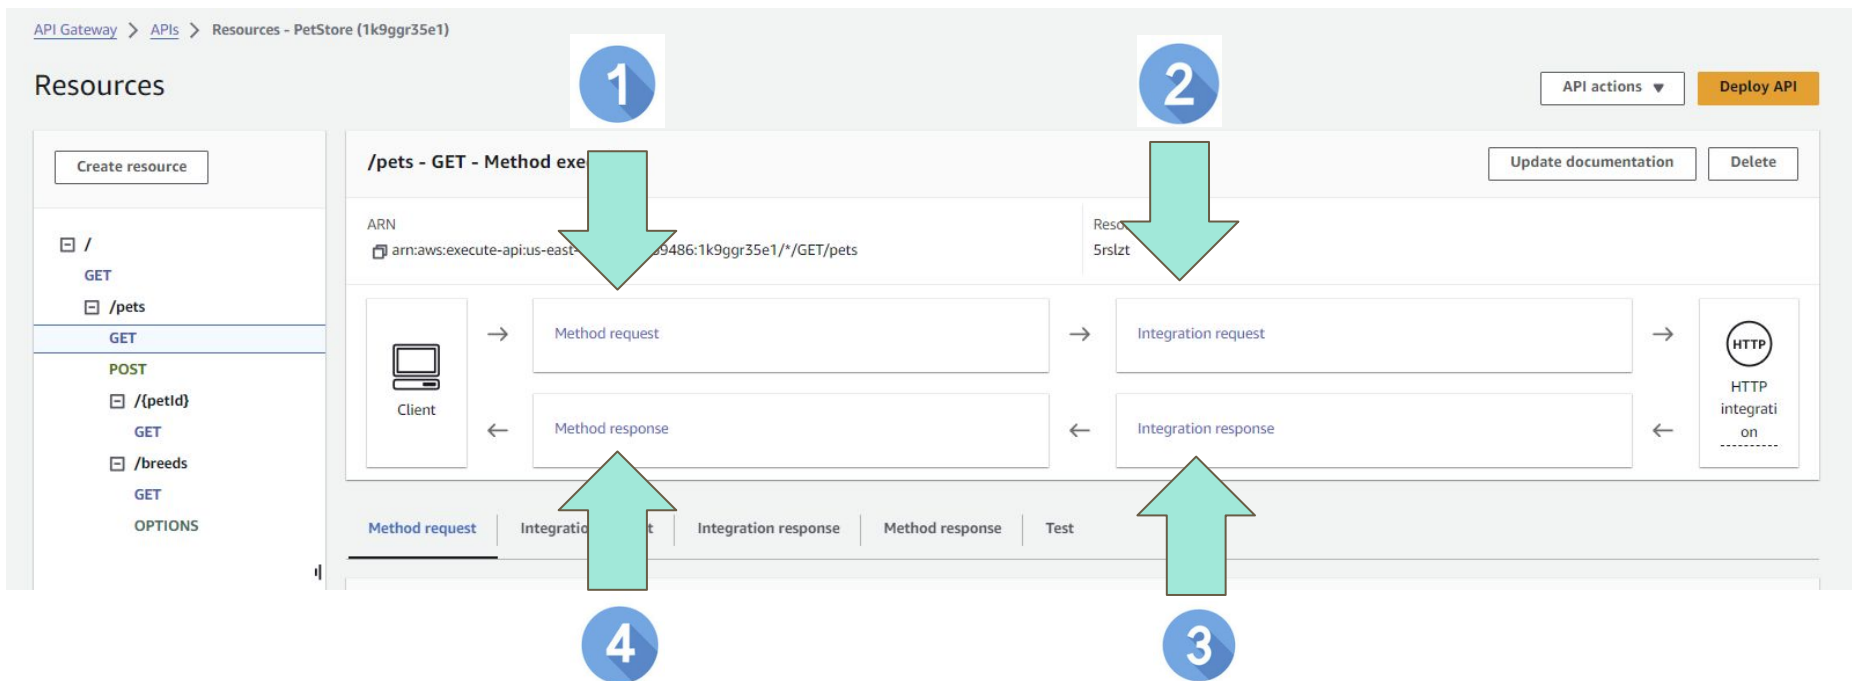 API Gateway > APIs > Resources - PetStore (1k9ggr35e1)
1
2
Resources
API actions ▼
Deploy API
Create resource
/
GET
/pets
GET
POST
/{petId}
GET
/breeds
GET
OPTIONS
/pets - GET - Method
Update documentation
Delete
ARN
arn:aws:execute-api:us-east- 9486:1k9ggr35e1/*/GET/pets
5rslzt
Client
Method request
Integration request
Method response
Integration response
HTTP
HTTP
integrati
on
Method request
Integration response
Method response
Test
4
3